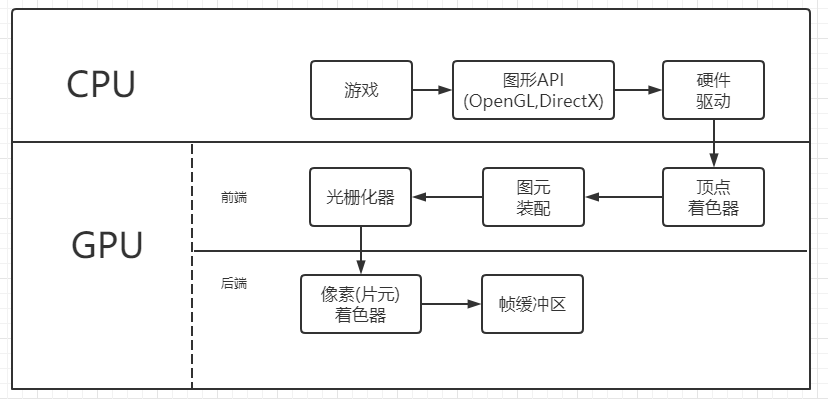 CPU
游戏
图形API
(OpenGL,DirectX)
硬件
驱动
GPU
前端
光栅化器
图元
装配
顶点
着色器
后端
像素(片元)
着色器
帧缓冲区